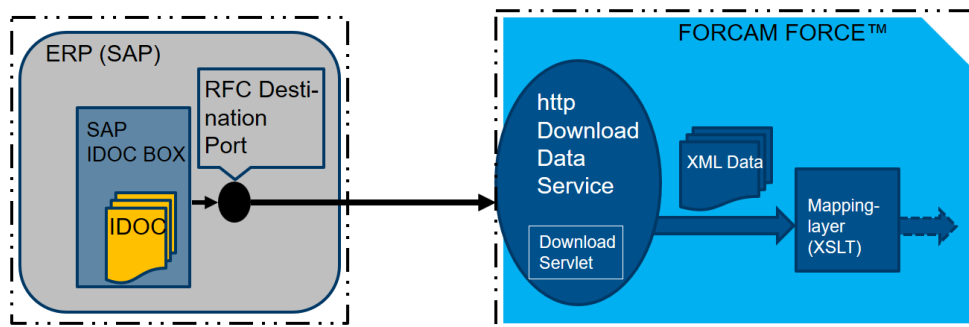 ERP (SAP)
RFC Desti-
nation
Port
SAP
IDOC BOX
IDOC
FORCAM FORCE™
http
Download
Data
Service
Download
Servlet
XML Data
Mapping-
layer
(XSLT)